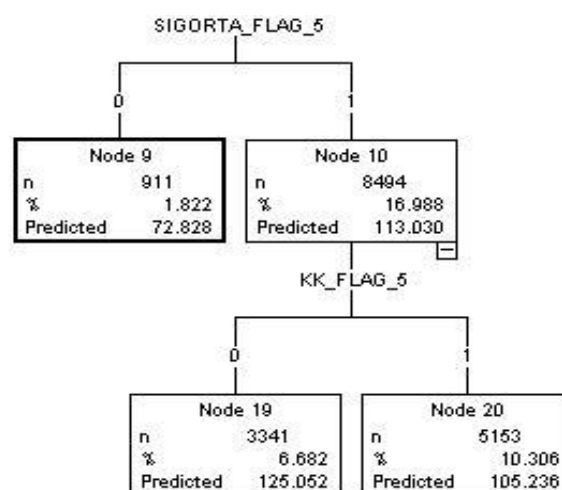 SIGORTA_FLAG_5
0 1
Node 9 Node 10
n 911 n 8494
% 1.822 % 16.988
Predicted 72.828 Predicted 113.030
KK_FLAG_5
0 1
Node 19 Node 20
n 3341 n 5153
% 6.682 % 10.306
Predicted 125.052 Predicted 105.236